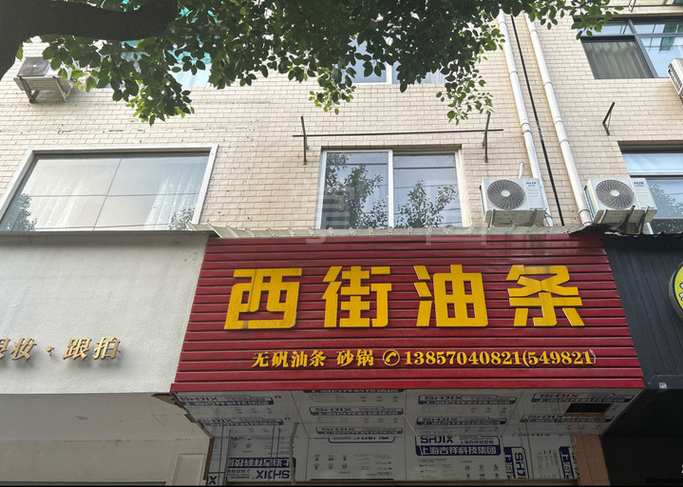 西街油条
无矾油条 砂锅 ✆13857040821(549821)
妆·跟拍
SHJIX
上海吉祥科技集团